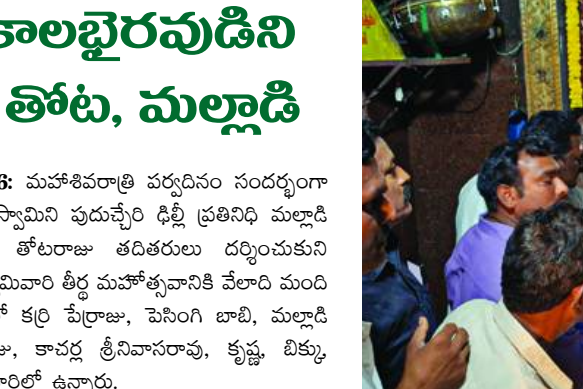 కాలభైరవుడిని
తోట, మల్లాడి
6: మహాశివరాత్రి పర్వదినం సందర్భంగా
స్వామిని పుదుచ్చేరి ఢిల్లీ ప్రతినిధి మల్లాడి
తోటరాజు తదితరులు దర్శించుకుని
మివారి తీర్థ మహోత్సవానికి వేలాది మంది
కర్రి పేర్రాజు, పెసింగి బాబి, మల్లాడి
జు, కాచర్ల శ్రీనివాసరావు, కృష్ణ, బిక్కు
రిలో ఉన్నారు.